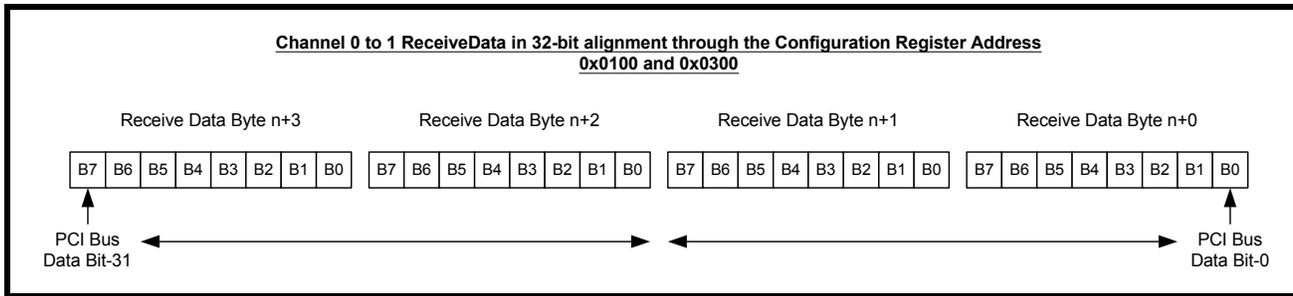 Channel 0 to 1 ReceiveData in 32-bit alignment through the Configuration Register Address
0x0100 and 0x0300
Receive Data Byte n+3 Receive Data Byte n+2 Receive Data Byte n+1 Receive Data Byte n+0
B7 B6 B5 B4 B3 B2 B1 B0 B7 B6 B5 B4 B3 B2 B1 B0 B7 B6 B5 B4 B3 B2 B1 B0 B7 B6 B5 B4 B3 B2 B1 B0
PCI Bus PCI Bus
Data Bit-31 Data Bit-0